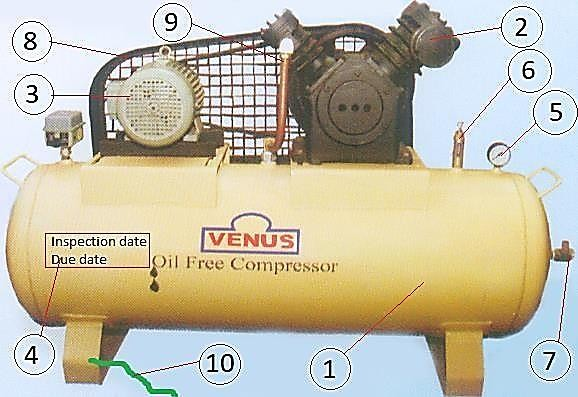 9
2
8
3
6
5
VENUS
Inspection date
Due date
Oil Free Compressor
4
10
1
7